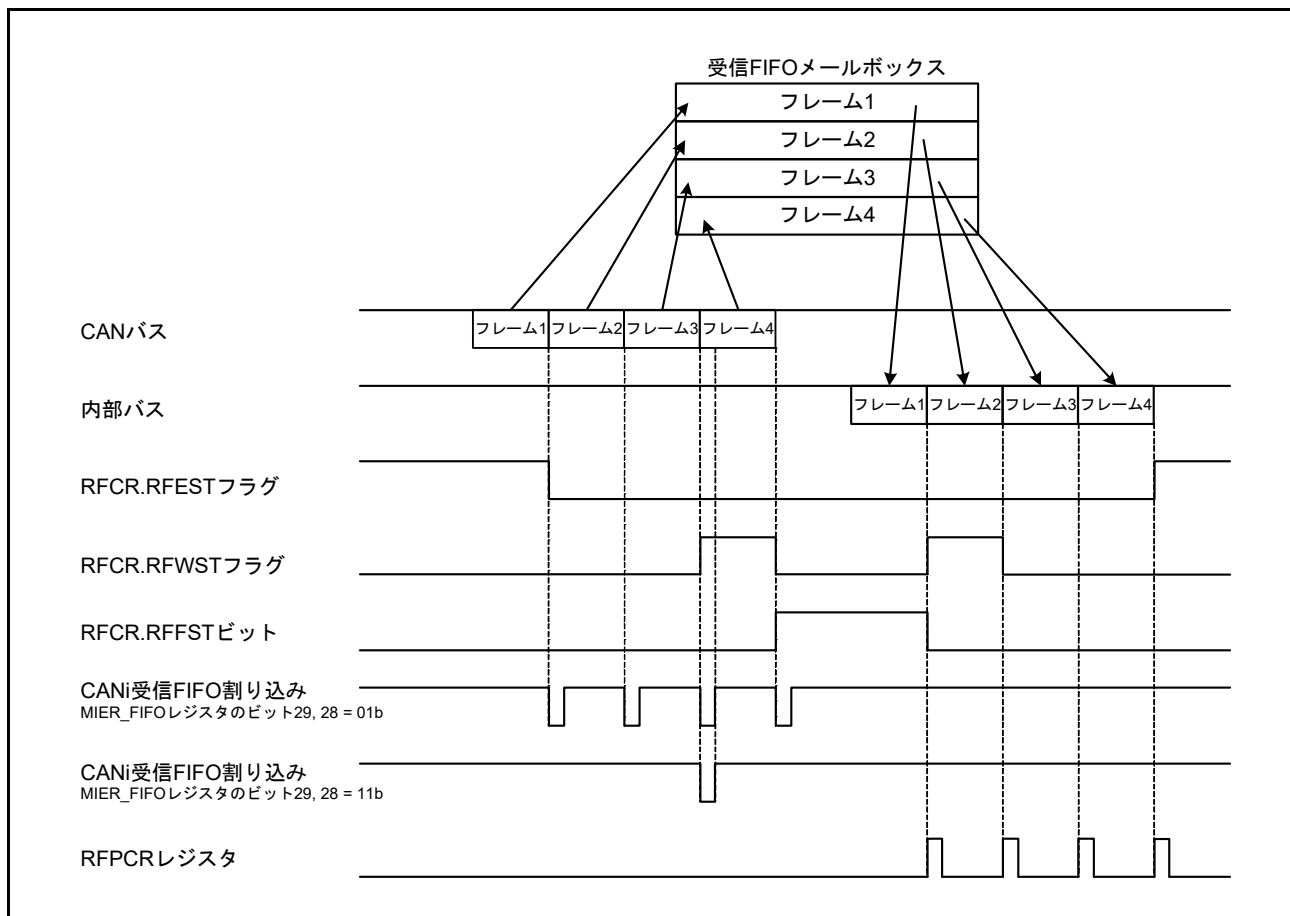 受信FIFOメールボックス
フレーム1
フレーム2
フレーム3
フレーム4
CANバス
フレーム1 フレーム2 フレーム3 フレーム4
内部バス
フレーム1 フレーム2 フレーム3 フレーム4
RFCR.RFESTフラグ
RFCR.RFWSTフラグ
RFCR.RFFSTビット
CANi受信FIFO割り込み
MIER_FIFOレジスタのビット29, 28 = 01b
CANi受信FIFO割り込み
MIER_FIFOレジスタのビット29, 28 = 11b
RFPCRレジスタ